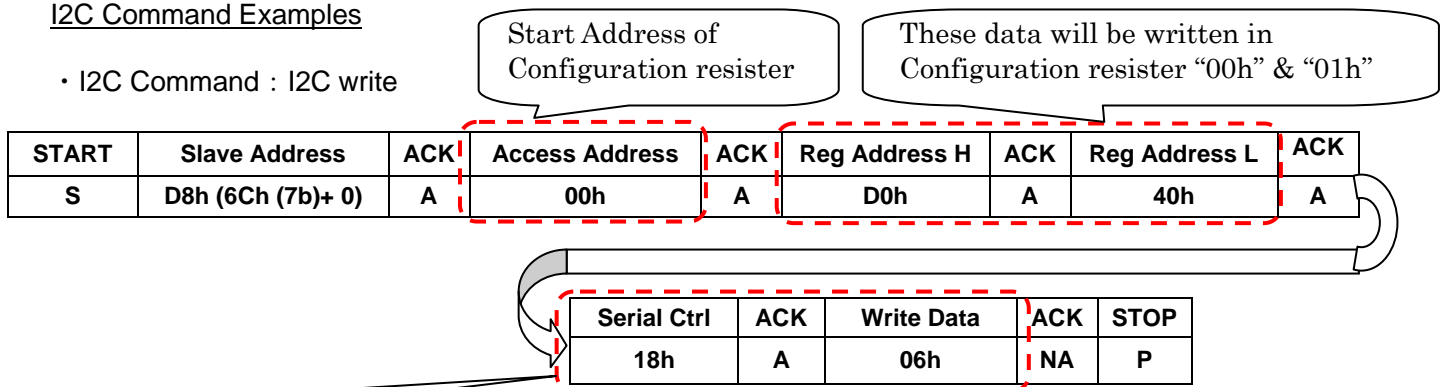 I2C Command Examples
Start Address of
Configuration resister
These data will be written in
Configuration resister “00h” & “01h”
・I2C Command：I2C write
START Slave Address ACK Access Address ACK Reg Address H ACK Reg Address L ACK
S D8h (6Ch (7b)+ 0) A 00h A D0h A 40h A
Serial Ctrl ACK Write Data ACK STOP
18h A 06h NA P